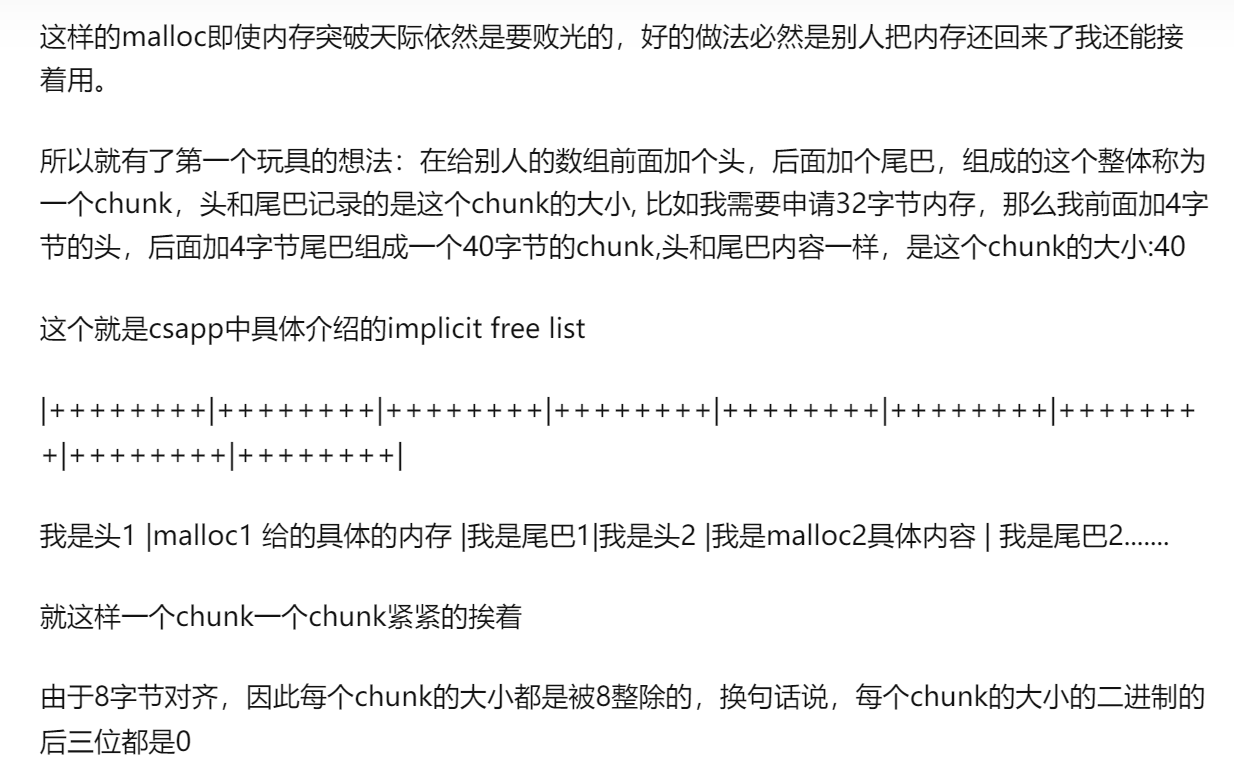 这样的malloc即使内存突破天际依然是要败光的，好的做法必然是别人把内存还回来了我还能接
着用。
所以就有了第一个玩具的想法：在给别人的数组前面加个头，后面加个尾巴，组成的这个整体称为
一个chunk，头和尾巴记录的是这个chunk的大小, 比如我需要申请32字节内存，那么我前面加4字
节的头，后面加4字节尾巴组成一个40字节的chunk,头和尾巴内容一样，是这个chunk的大小:40
这个就是csapp中具体介绍的implicit free list
|++++++++|++++++++|++++++++|++++++++|++++++++|++++++++|+++++++
+|++++++++|++++++++|
我是头1 |malloc1 给的具体的内存 |我是尾巴1|我是头2 |我是malloc2具体内容 | 我是尾巴2.......
就这样一个chunk一个chunk紧紧的挨着
由于8字节对齐，因此每个chunk的大小都是被8整除的，换句话说，每个chunk的大小的二进制的
后三位都是0